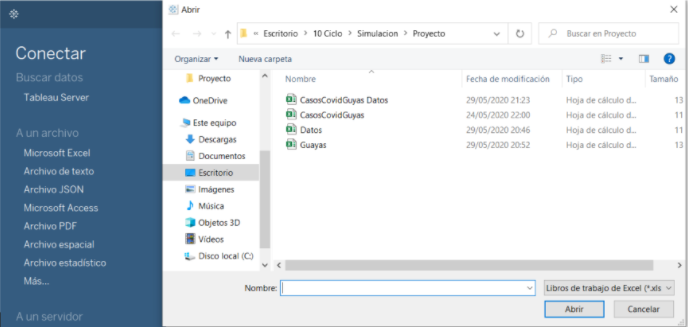 Conectar
Buscar datos
Tableau Server
A un archivo
Microsoft Excel
Archivo de texto
Archivo JSON
Microsoft Access
Archivo PDF
Archivo espacial
Archivo estadístico
Más...
A un servidor
Abrir
« Escritorio > 10 Ciclo > Simulacion > Proyecto
Buscar en Proyecto
Organizar
Nueva carpeta
Proyecto
OneDrive
Este equipo
Descargas
Documentos
Escritorio
Imágenes
Música
Objetos 3D
Vídeos
Disco local (C:)
Nombre Fecha de modificación Tipo Tamaño
CasosCovidGuyas Datos 29/05/2020 21:23 Hoja de cálculo d... 13
CasosCovidGuyas 24/05/2020 22:00 Hoja de cálculo d... 11
Datos 29/05/2020 20:46 Hoja de cálculo d... 11
Guayas 29/05/2020 20:52 Hoja de cálculo d... 13
Nombre:
Libros de trabajo de Excel (*.xls
Abrir
Cancelar